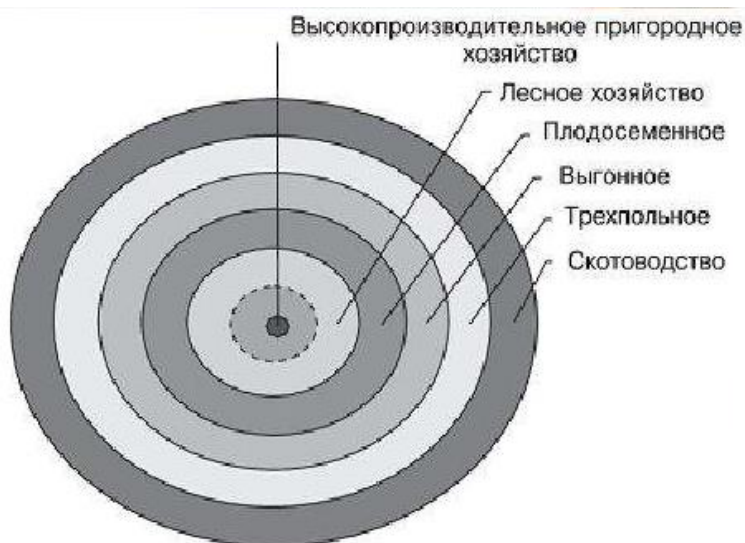 Высокопроизводительное пригородное
хозяйство
Лесное хозяйство
Плодосеменное
Выгонное
Трехпольное
Скотоводство